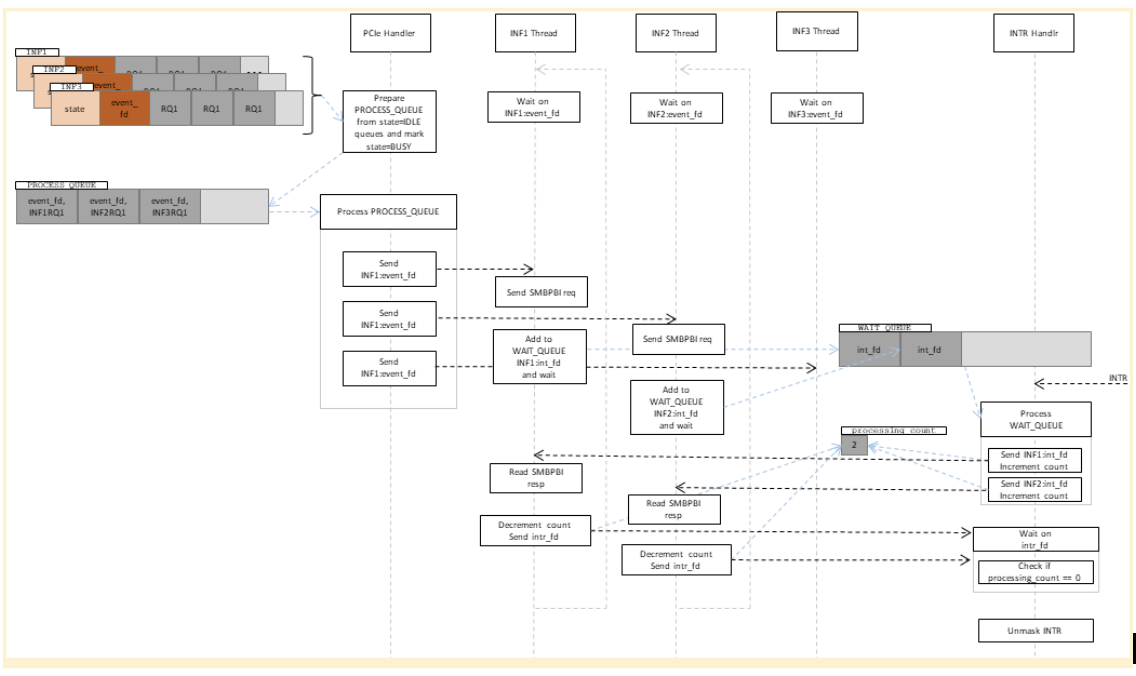 PCIe Handler
INF1 Thread
INF2 Thread
INF3 Thread
INTR Handlr
INF1
event_
INF2
event_
INF3
state
event_
fd
RQ1
RQ1
RQ1
Prepare
PROCESS_QUEUE
from state=IDLE
queues and mark
state=BUSY
Wait on
INF1:event_fd
Wait on
INF2:event_fd
Wait on
INF3:event_fd
PROCESS QUEUE
event_fd,
INF1RQ1
event_fd,
INF2RQ1
event_fd,
INF3RQ1
Process PROCESS_QUEUE
Send
INF1:event_fd
Send SMBPBI req
Send
INF1:event_fd
Send SMBPBI req
Send
INF1:event_fd
Add to
WAIT_QUEUE
INF1:int_fd
and wait
WAIT QUEUE
int_fd
int_fd
Add to
WAIT_QUEUE
INF2:int_fd
and wait
INTR
Process
WAIT_QUEUE
processing count
2
Send INF1:int_fd
Increment count
Send INF2:int_fd
Increment count
Read SMBPBI
resp
Read SMBPBI
resp
Decrement count
Send intr_fd
Decrement count
Send intr_fd
Wait on
intr_fd
Check if
processing_count == 0
Unmask INTR